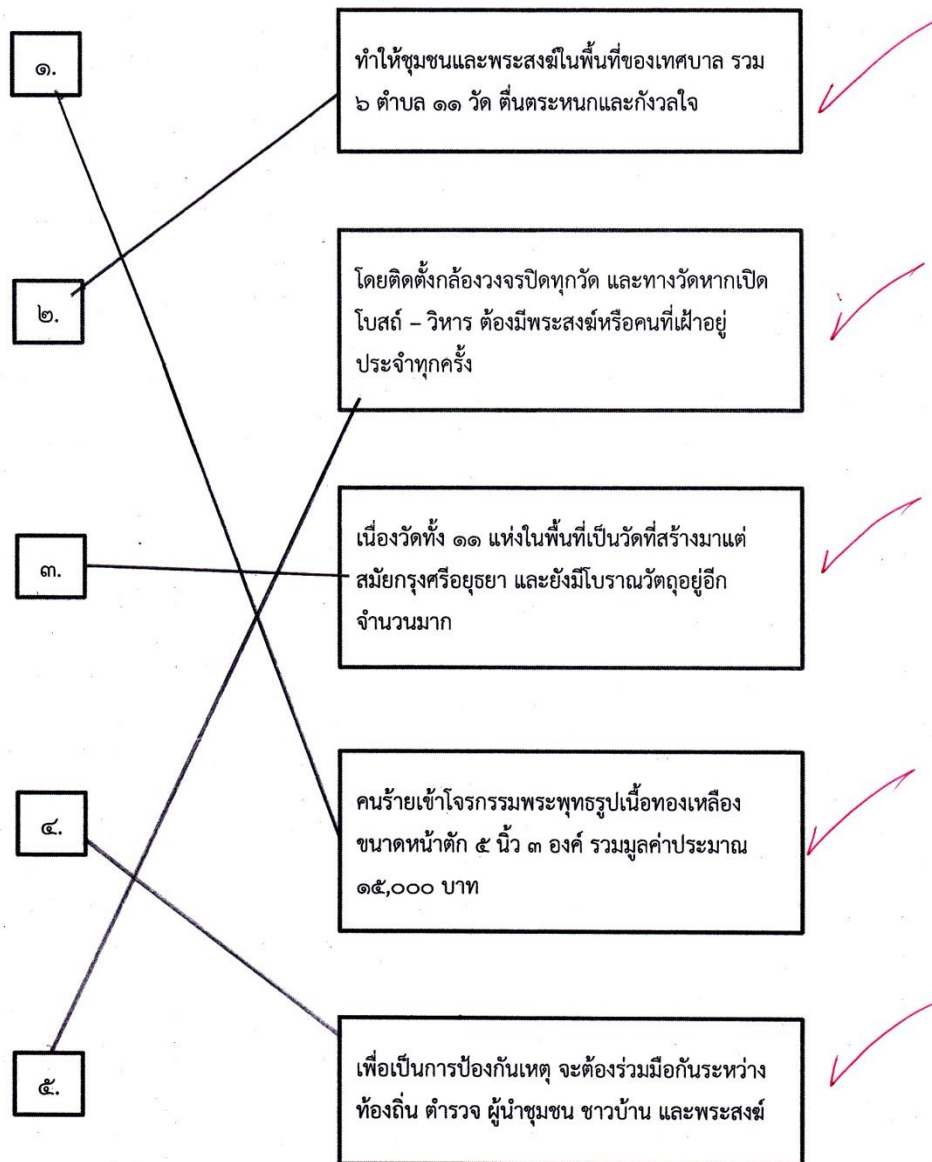 ๑.
ทำให้ชุมชนและพระสงฆ์ในพื้นที่ของเทศบาล รวม
๖ ตำบล ๑๑ วัด ตื่นตระหนกและกังวลใจ
๒.
โดยติดตั้งกล้องวงจรปิดทุกวัด และทางวัดหากเปิด
โบสถ์ – วิหาร ต้องมีพระสงฆ์หรือคนที่เฝ้าอยู่
ประจำทุกครั้ง
๓.
เนื่องวัดทั้ง ๑๑ แห่งในพื้นที่เป็นวัดที่สร้างมาแต่
สมัยกรุงศรีอยุธยา และยังมีโบราณวัตถุอยู่อีก
จำนวนมาก
๔.
คนร้ายเข้าโจรกรรมพระพุทธรูปเนื้อทองเหลือง
ขนาดหน้าตัก ๕ นิ้ว ๓ องค์ รวมมูลค่าประมาณ
๑๕,๐๐๐ บาท
๕.
เพื่อเป็นการป้องกันเหตุ จะต้องร่วมมือกันระหว่าง
ท้องถิ่น ตำรวจ ผู้นำชุมชน ชาวบ้าน และพระสงฆ์